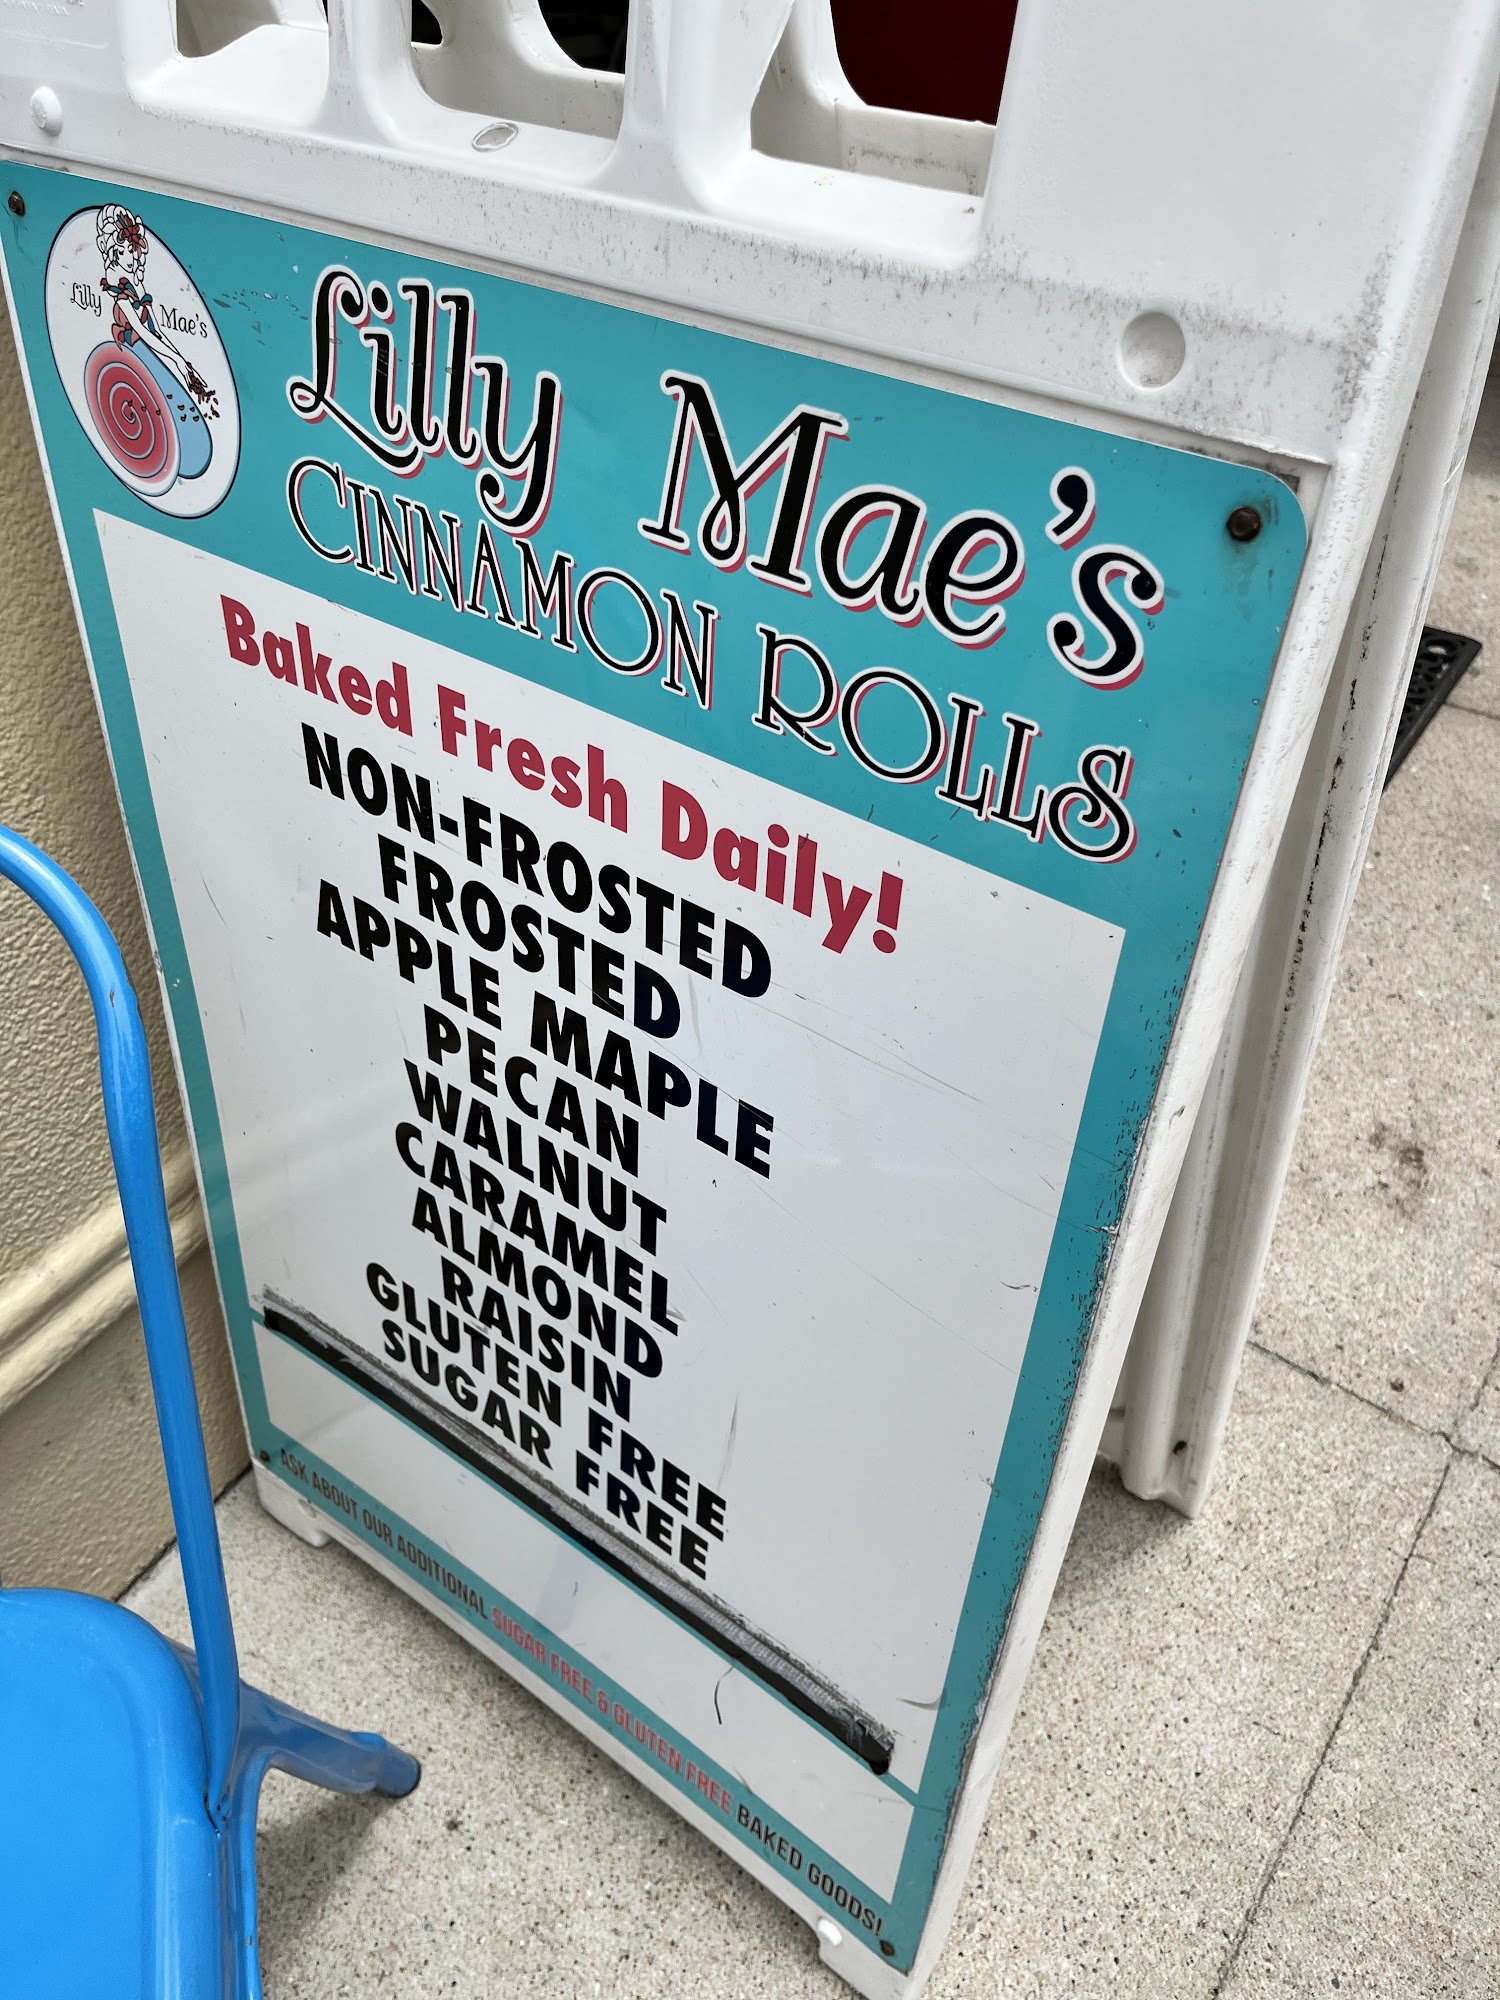 Lilly Mae's
Lilly Mae's
CINNAMON ROLLS
Baked Fresh Daily!
NON-FROSTED
FROSTED
APPLE MAPLE
PECAN
WALNUT
CARAMEL
ALMOND
RAISIN
GLUTEN FREE
SUGAR FREE
ASK ABOUT OUR ADDITIONAL SUGAR FREE & GLUTEN FREE BAKED GOODS!